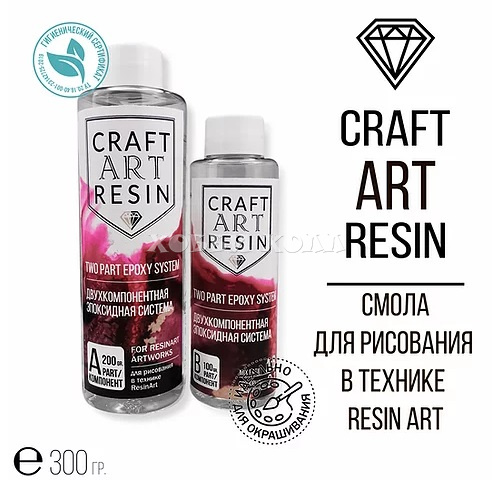 ГИГИЕНИЧЕСКИЙ СЕРТИФИКАТ
CRAFT
ART
RESIN
TWO PART EPOXY SYSTEM
ДВУХКОМПОНЕНТНАЯ
ЭПОКСИДНАЯ СИСТЕМА
FOR RESINART
ARTWORKS
для рисования
в технике
ResinArt
A 200 GR.
PART/
КОМПОНЕНТ
CRAFT
ART
RESIN
TWO PART EPOXY SYSTEM
ДВУХКОМПОНЕНТНАЯ
ЭПОКСИДНАЯ СИСТЕМА
B 100 GR.
PART/
КОМПОНЕНТ
ДЛЯ ОКРАШИВАНИЯ
CRAFT
ART
RESIN
СМОЛА
ДЛЯ РИСОВАНИЯ
В ТЕХНИКЕ
RESIN ART
℮ 300 ГР.